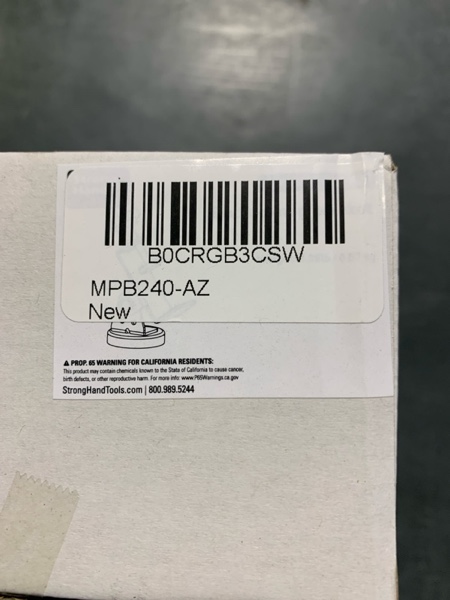 B0CRGB3CSW
MPB240-AZ
New
⚠ PROP. 65 WARNING FOR CALIFORNIA RESIDENTS:
This product may contain chemicals known to the State of California to cause cancer,
birth defects, or other reproductive harm. For more info: www.P65Warnings.ca.gov
StrongHandTools.com | 800.989.5244